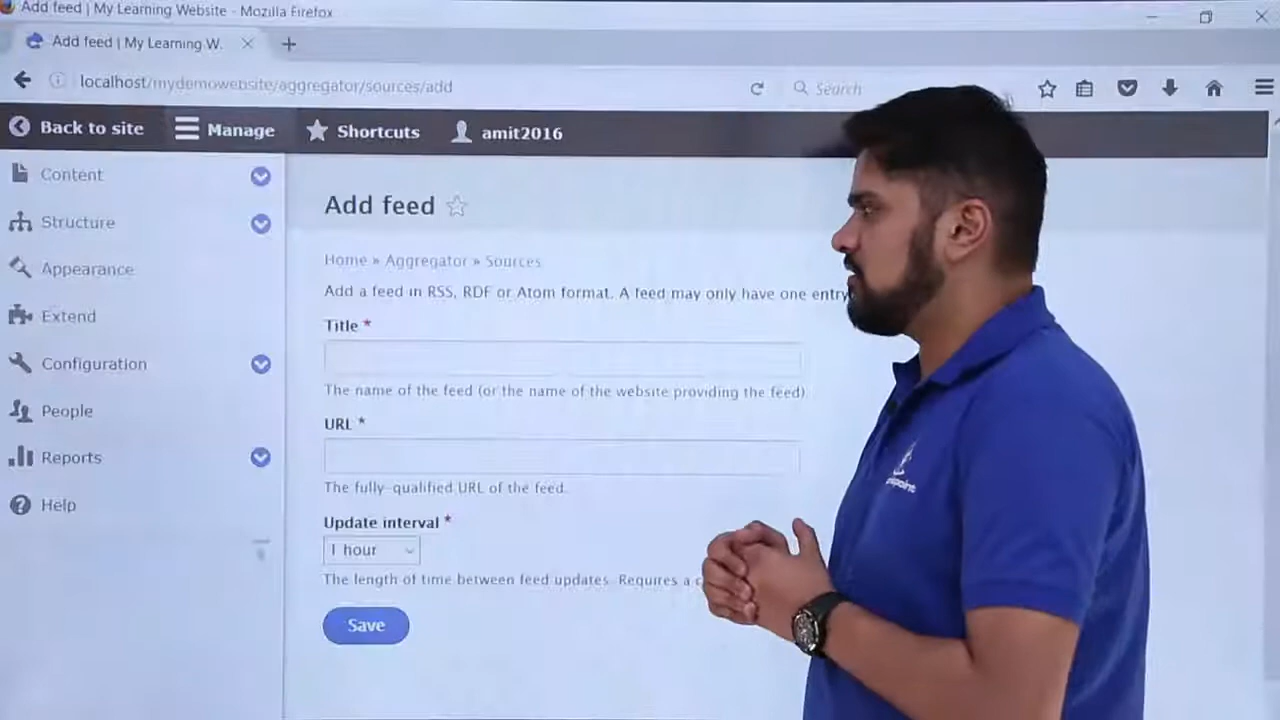 Add feed | My Learning Website - Mozilla Firefox
Add feed | My Learning W.
localhost/mydemowebsite/aggregator/sources/add
Search
Back to site
Manage
Shortcuts
amit2016
Content
Structure
Appearance
Extend
Configuration
People
Reports
Help
Add feed
Home » Aggregator » Sources
Add a feed in RSS, RDF or Atom format. A feed may only have one entry
Title *
The name of the feed (or the name of the website providing the feed).
URL *
The fully-qualified URL of the feed.
Update interval *
1 hour
The length of time between feed updates. Requires a
Save